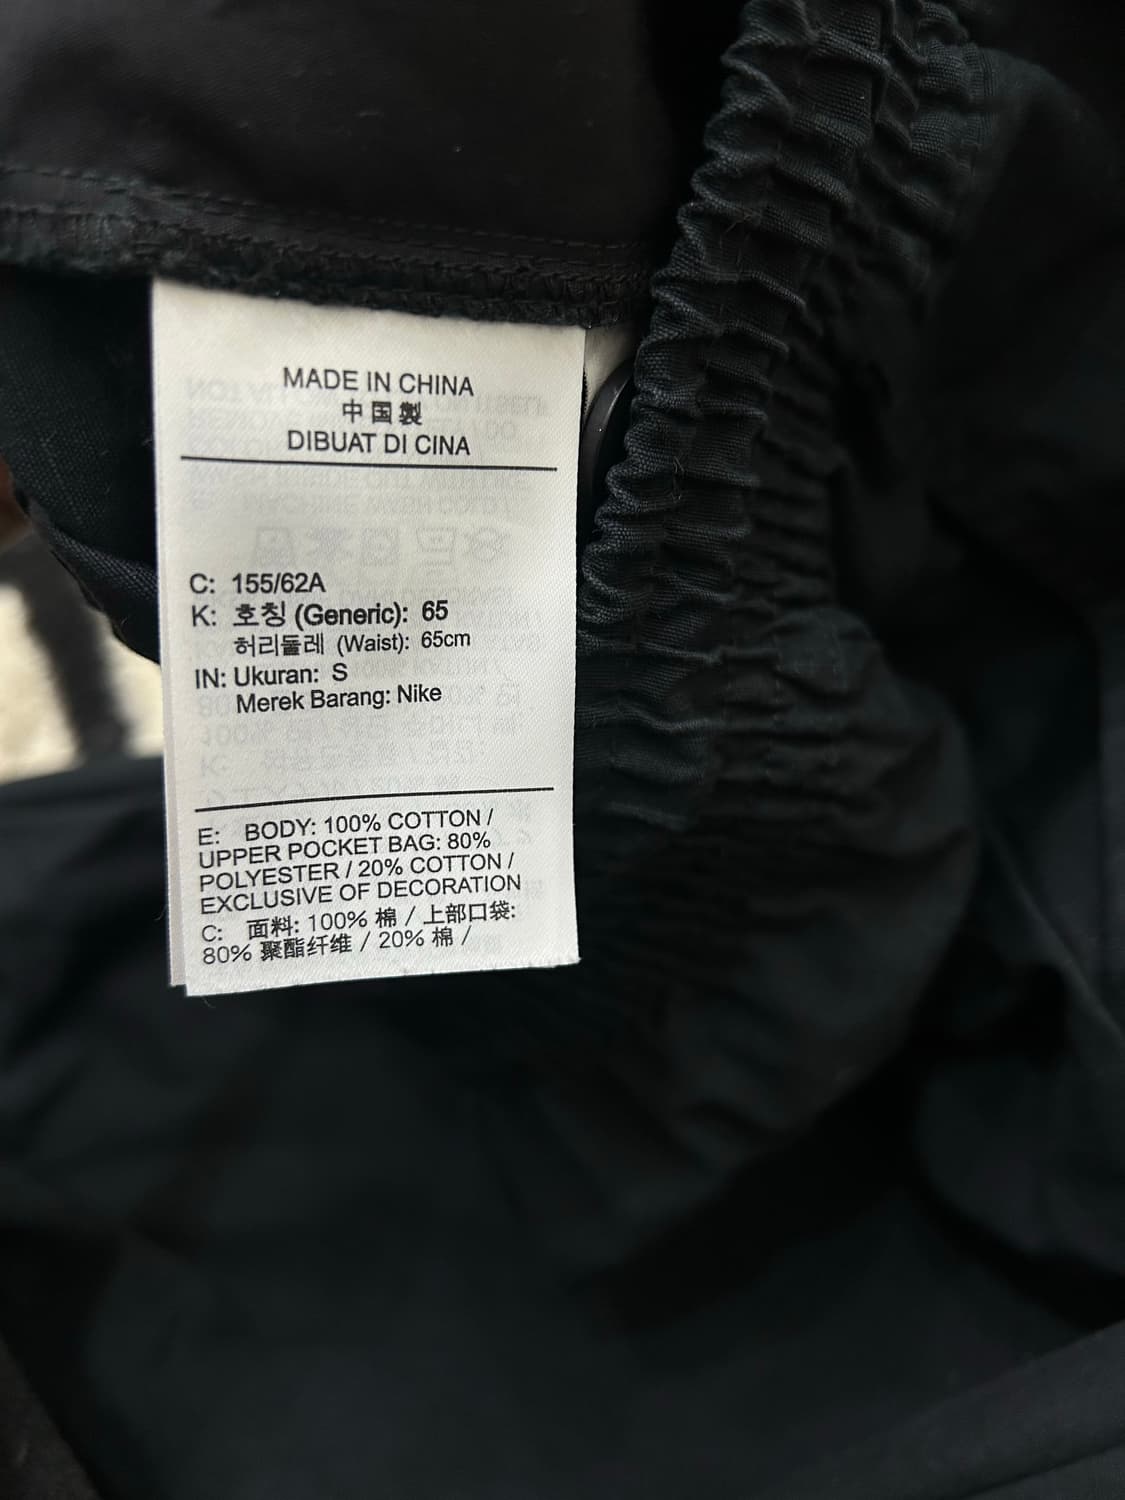 MADE IN CHINA
中国製
DIBUAT DI CINA
C: 155/62A
K: 호칭 (Generic): 65
허리둘레 (Waist): 65cm
IN: Ukuran: S
Merek Barang: Nike
E: BODY: 100% COTTON /
UPPER POCKET BAG: 80%
POLYESTER / 20% COTTON /
EXCLUSIVE OF DECORATION
C: 面料: 100% 棉 / 上部口袋:
80% 聚酯纤维 / 20% 棉 /